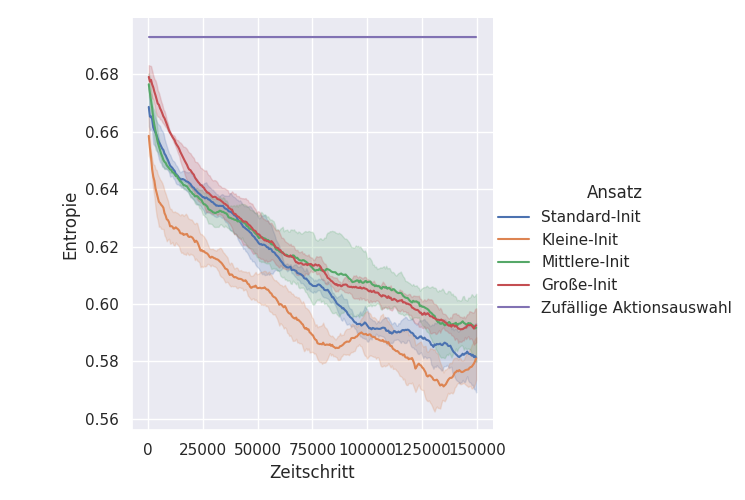 0.68
0.66
0.64
0.62
0.60
0.58
0.56
Entropie
0
25000
50000
75000
100000
125000
150000
Zeitschritt
Ansatz
Standard-Init
Kleine-Init
Mittlere-Init
Große-Init
Zufällige Aktionsauswahl